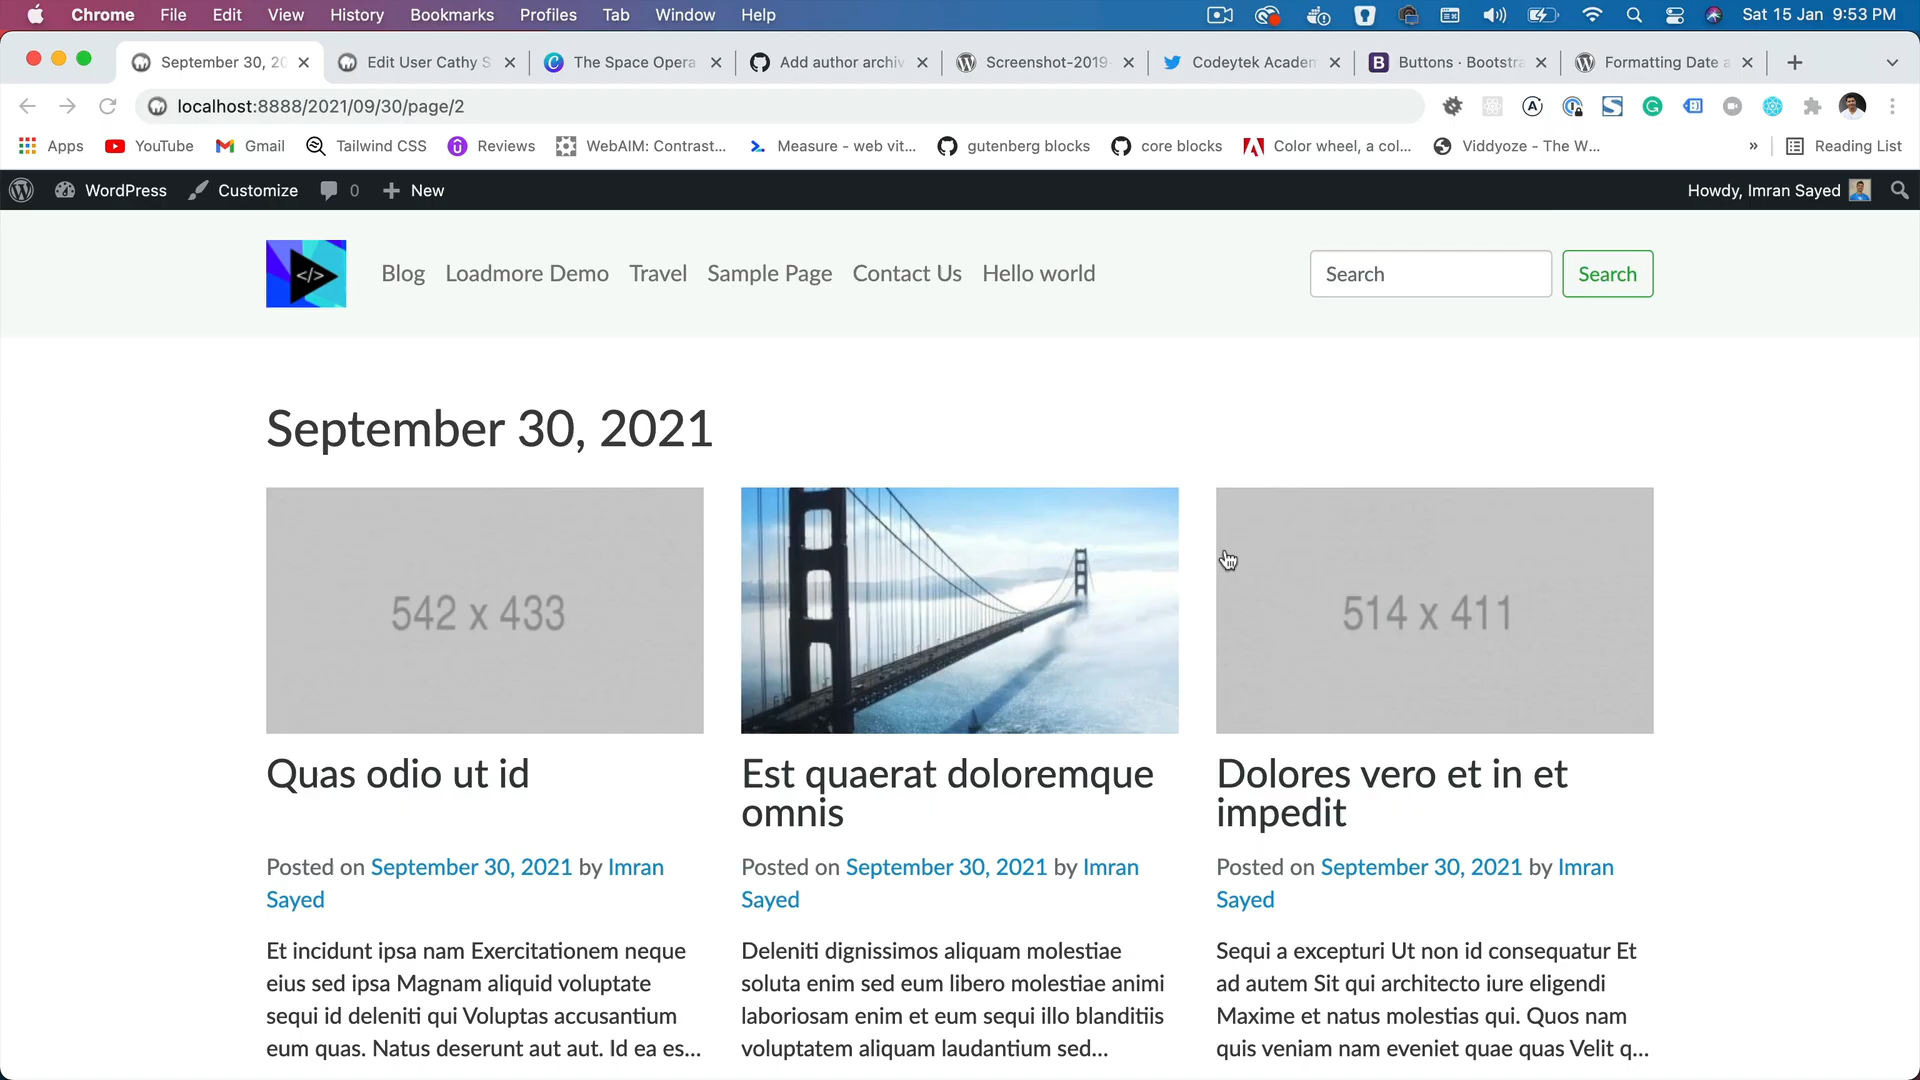 Chrome File Edit View History Bookmarks Profiles Tab Window Help Sat 15 Jan 9:53 PM
September 30, 20 Edit User Cathy S The Space Opera Add author archiv Screenshot-2019- Codeytek Academ Buttons · Bootstra Formatting Date a
localhost:8888/2021/09/30/page/2
Apps YouTube Gmail Tailwind CSS Reviews WebAIM: Contrast... Measure - web vit... gutenberg blocks core blocks Color wheel, a col... Viddyoze - The W... » Reading List
WordPress Customize 0 + New Howdy, Imran Sayed
</> Blog Loadmore Demo Travel Sample Page Contact Us Hello world Search Search
September 30, 2021
542 x 433
514 x 411
Quas odio ut id
Posted on September 30, 2021 by Imran
Sayed
Et incidunt ipsa nam Exercitationem neque
eius sed ipsa Magnam aliquid voluptate
sequi id deleniti qui Voluptas accusantium
eum quas. Natus deserunt aut aut. Id ea es...
Est quaerat doloremque
omnis
Posted on September 30, 2021 by Imran
Sayed
Deleniti dignissimos aliquam molestiae
soluta enim sed eum libero molestiae animi
laboriosam enim et eum sequi illo blanditiis
voluptatem aliquam laudantium sed...
Dolores vero et in et
impedit
Posted on September 30, 2021 by Imran
Sayed
Sequi a excepturi Ut non id consequatur Et
ad autem Sit qui architecto iure eligendi
Maxime et natus molestias qui. Quos nam
quis veniam nam eveniet quae quas Velit q...